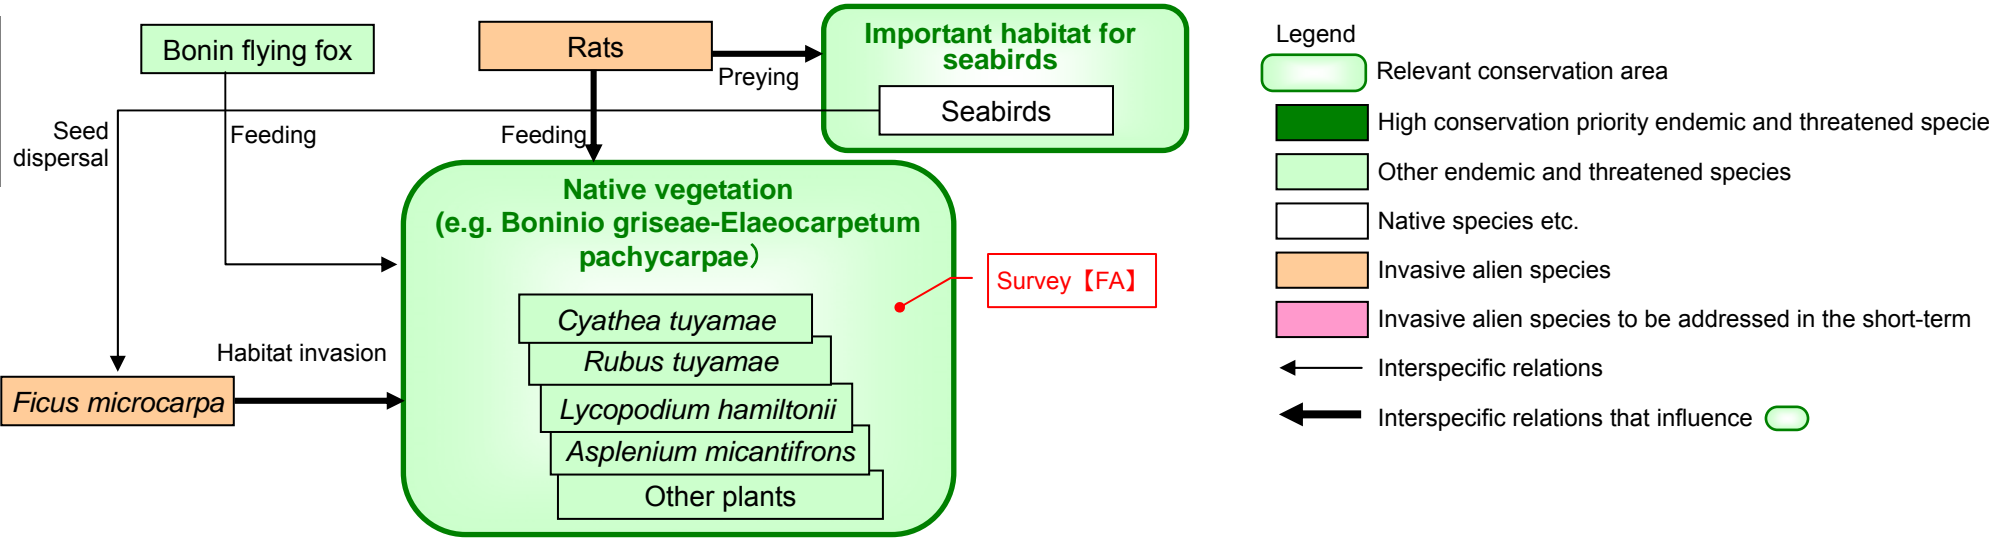 Bonin flying fox
Rats
Preying
Important habitat for
seabirds
Seabirds
Seed
dispersal
Feeding
Feeding
Native vegetation
(e.g. Boninio griseae-Elaeocarpetum
pachycarpae）
Survey【FA】
Cyathea tuyamae
Rubus tuyamae
Lycopodium hamiltonii
Asplenium micantifrons
Other plants
Habitat invasion
Ficus microcarpa
Legend
Relevant conservation area
High conservation priority endemic and threatened specie
Other endemic and threatened species
Native species etc.
Invasive alien species
Invasive alien species to be addressed in the short-term
Interspecific relations
Interspecific relations that influence